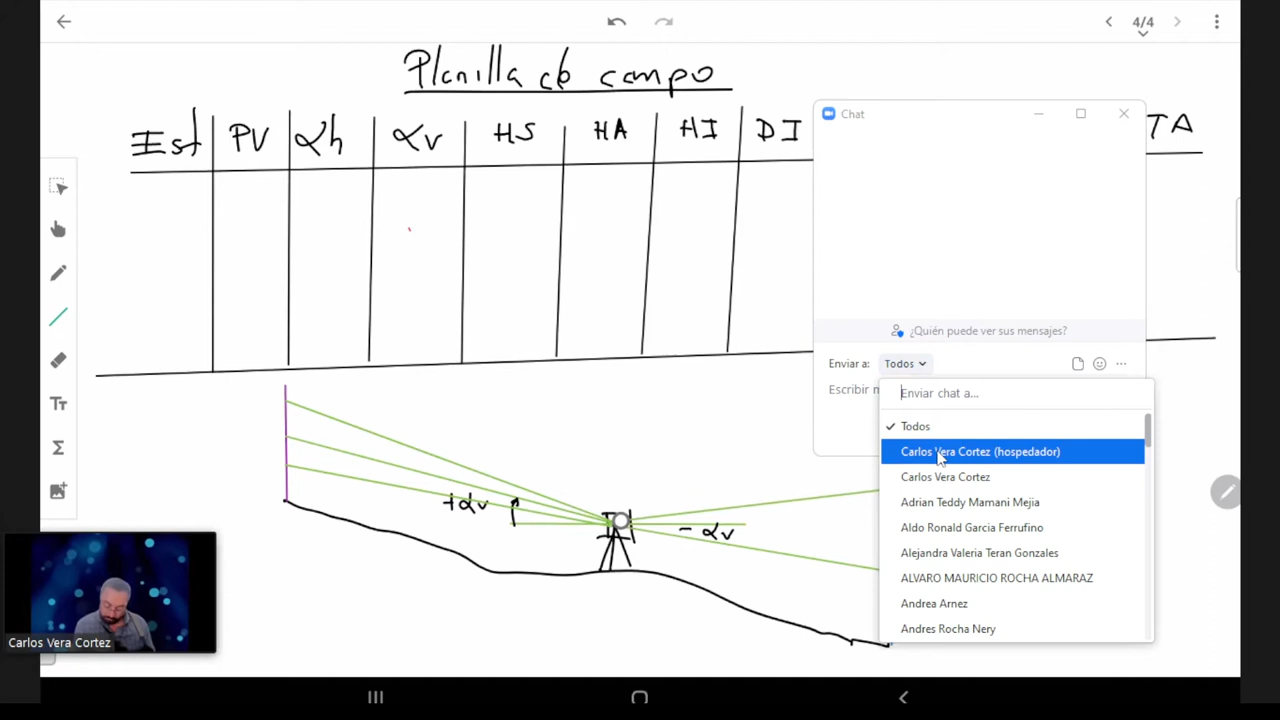 4/4
Planilla de campo
Est PV αh αv HS HA HI DI TA
Chat
¿Quién puede ver sus mensajes?
Enviar a: Todos
Escribir
Enviar chat a...
Todos
Carlos Vera Cortez (hospedador)
Carlos Vera Cortez
Adrian Teddy Mamani Mejia
Aldo Ronald Garcia Ferrufino
Alejandra Valeria Teran Gonzales
ALVARO MAURICIO ROCHA ALMARAZ
Andrea Arnez
Andres Rocha Nery
+αv
- αv
Tт
Σ
Carlos Vera Cortez